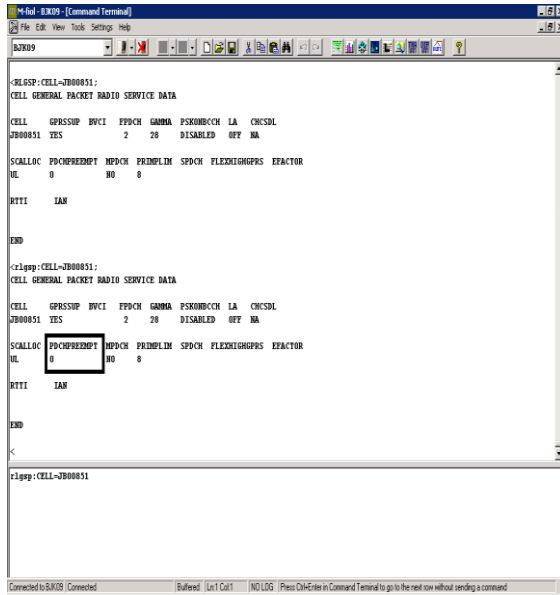 M-fiol - BJK09 - [Command Terminal]
File Edit View Tools Settings Help
BJK09
<RLGSP:CELL=JB00851;
CELL GENERAL PACKET RADIO SERVICE DATA
CELL GPRSSUP BVCI FPDCH GAMMA PSKONBCCH LA CHCSDL
JB00851 YES 2 28 DISABLED OFF NA
SCALLOC PDCHPREEMPT MPDCH PRIMPLIM SPDCH FLEXHIGHGPRS EFACTOR
UL 0 NO 8
RTTI IAN
END
<rlgsp:CELL=JB00851;
CELL GENERAL PACKET RADIO SERVICE DATA
CELL GPRSSUP BVCI FPDCH GAMMA PSKONBCCH LA CHCSDL
JB00851 YES 2 28 DISABLED OFF NA
SCALLOC PDCHPREEMPT MPDCH PRIMPLIM SPDCH FLEXHIGHGPRS EFACTOR
UL 0 NO 8
RTTI IAN
END
<
rlgsp:CELL=JB00851
Connected to BJK09 Connected Buffered Ln:1 Col:1 NO LOG Press Ctrl+Enter in Command Terminal to go to the next row without sending a command